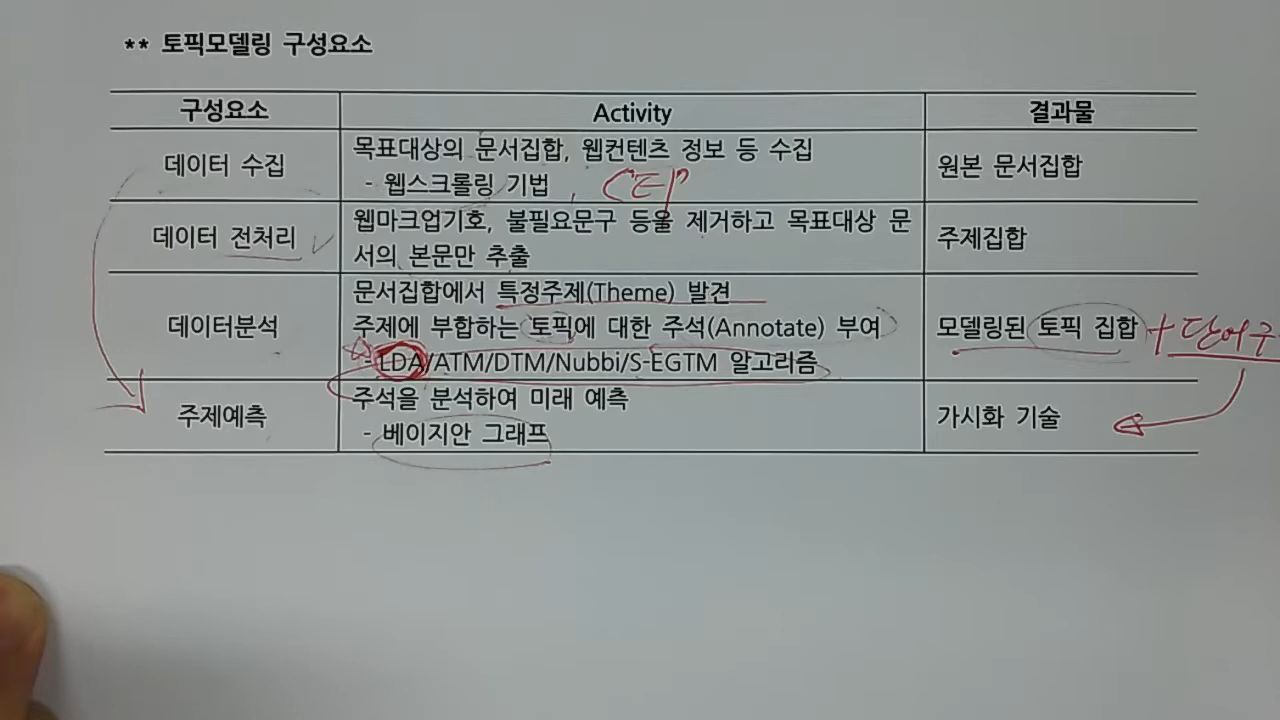 ** 토픽모델링 구성요소
구성요소 Activity 결과물
데이터 수집 목표대상의 문서집합, 웹컨텐츠 정보 등 수집 원본 문서집합
- 웹스크롤링 기법 CEP
데이터 전처리 웹마크업기호, 불필요문구 등을 제거하고 목표대상 문 주제집합
서의 본문만 추출
문서집합에서 특정주제(Theme) 발견
데이터분석 주제에 부합하는 토픽에 대한 주석(Annotate) 부여 모델링된 토픽 집합 + 단어구
- LDA/ATM/DTM/Nubbi/S-EGTM 알고리즘
주제예측 주석을 분석하여 미래 예측 가시화 기술
- 베이지안 그래프